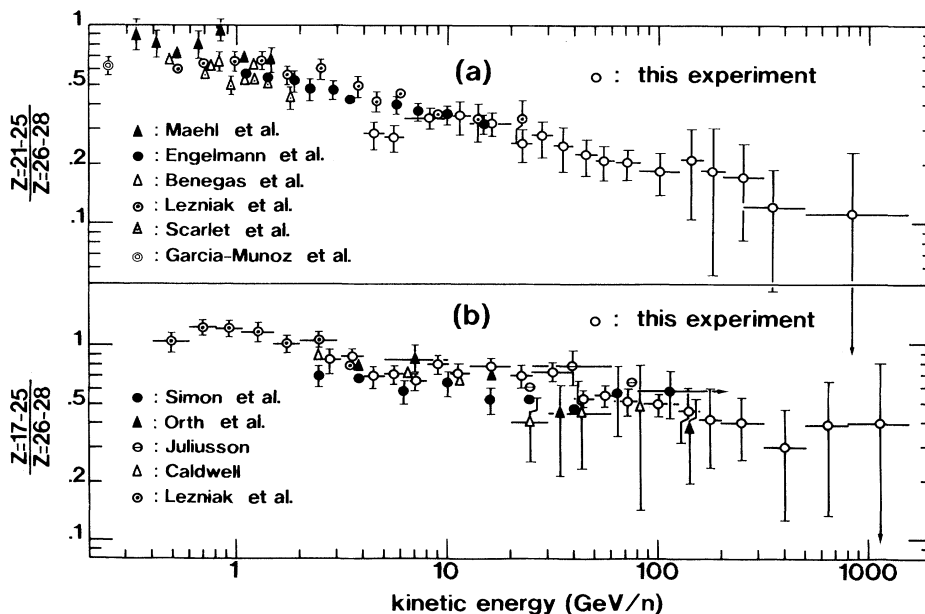 1
.5
.2
.1
Z=21-25
Z=26-28
(a)
○ : this experiment
▲ : Maehl et al.
● : Engelmann et al.
△ : Benegas et al.
⊙ : Lezniak et al.
△ : Scarlet et al.
◎ : Garcia-Munoz et al.
1
.5
.2
.1
Z=17-25
Z=26-28
(b)
○ : this experiment
● : Simon et al.
▲ : Orth et al.
⊖ : Juliusson
△ : Caldwell
⊙ : Lezniak et al.
1 10 100 1000
kinetic energy (GeV/n)